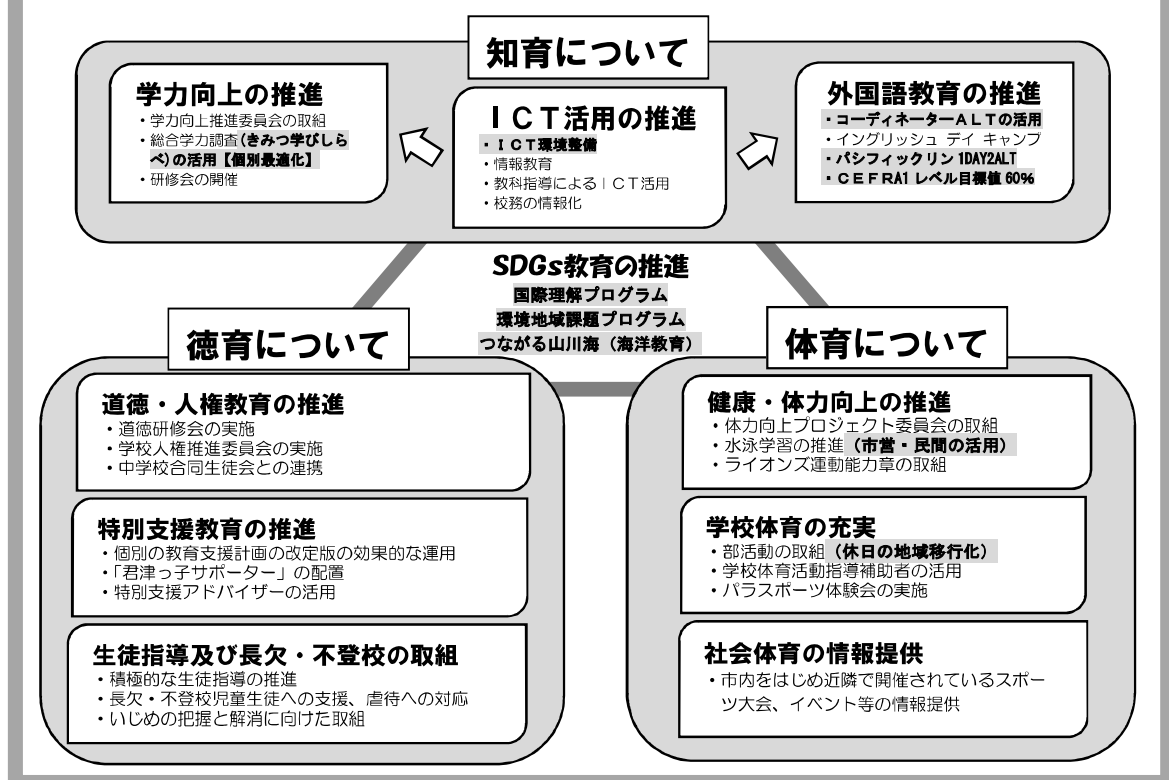 知育について
学力向上の推進
・学力向上推進委員会の取組
・総合学力調査(きみつ学びしら
べ)の活用【個別最適化】
・研修会の開催
ＩＣＴ活用の推進
・ＩＣＴ環境整備
・情報教育
・教科指導によるＩＣＴ活用
・校務の情報化
外国語教育の推進
・コーディネーターＡＬＴの活用
・イングリッシュ デイ キャンプ
・パシフィックリン 1DAY2ALT
・ＣＥＦＲA1 レベル目標値 60%
SDGs教育の推進
国際理解プログラム
環境地域課題プログラム
つながる山川海（海洋教育）
徳育について
道徳・人権教育の推進
・道徳研修会の実施
・学校人権推進委員会の実施
・中学校合同生徒会との連携
特別支援教育の推進
・個別の教育支援計画の改定版の効果的な運用
・「君津っ子サポーター」の配置
・特別支援アドバイザーの活用
生徒指導及び長欠・不登校の取組
・積極的な生徒指導の推進
・長欠・不登校児童生徒への支援、虐待への対応
・いじめの把握と解消に向けた取組
体育について
健康・体力向上の推進
・体力向上プロジェクト委員会の取組
・水泳学習の推進（市営・民間の活用）
・ライオンズ運動能力章の取組
学校体育の充実
・部活動の取組（休日の地域移行化）
・学校体育活動指導補助者の活用
・パラスポーツ体験会の実施
社会体育の情報提供
・市内をはじめ近隣で開催されているスポー
ツ大会、イベント等の情報提供